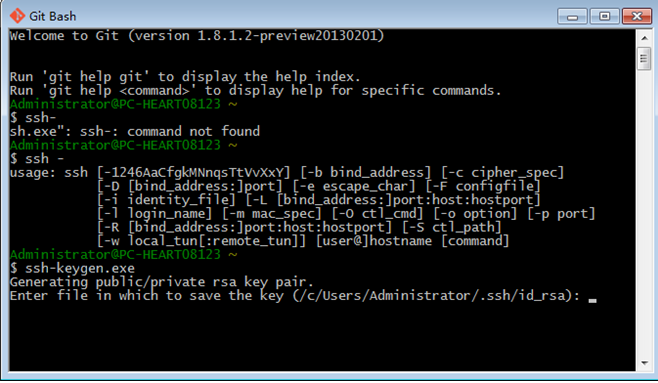 Git Bash
Welcome to Git (version 1.8.1.2-preview20130201)
Run 'git help git' to display the help index.
Run 'git help <command>' to display help for specific commands.
Administrator@PC-HEART08123 ~
$ ssh-
sh.exe": ssh-: command not found
Administrator@PC-HEART08123 ~
$ ssh -
usage: ssh [-1246AaCfgkMNnqsTtVvXxY] [-b bind_address] [-c cipher_spec]
[-D [bind_address:]port] [-e escape_char] [-F configfile]
[-i identity_file] [-L [bind_address:]port:host:hostport]
[-l login_name] [-m mac_spec] [-O ctl_cmd] [-o option] [-p port]
[-R [bind_address:]port:host:hostport] [-S ctl_path]
[-w local_tun[:remote_tun]] [user@]hostname [command]
Administrator@PC-HEART08123 ~
$ ssh-keygen.exe
Generating public/private rsa key pair.
Enter file in which to save the key (/c/Users/Administrator/.ssh/id_rsa):